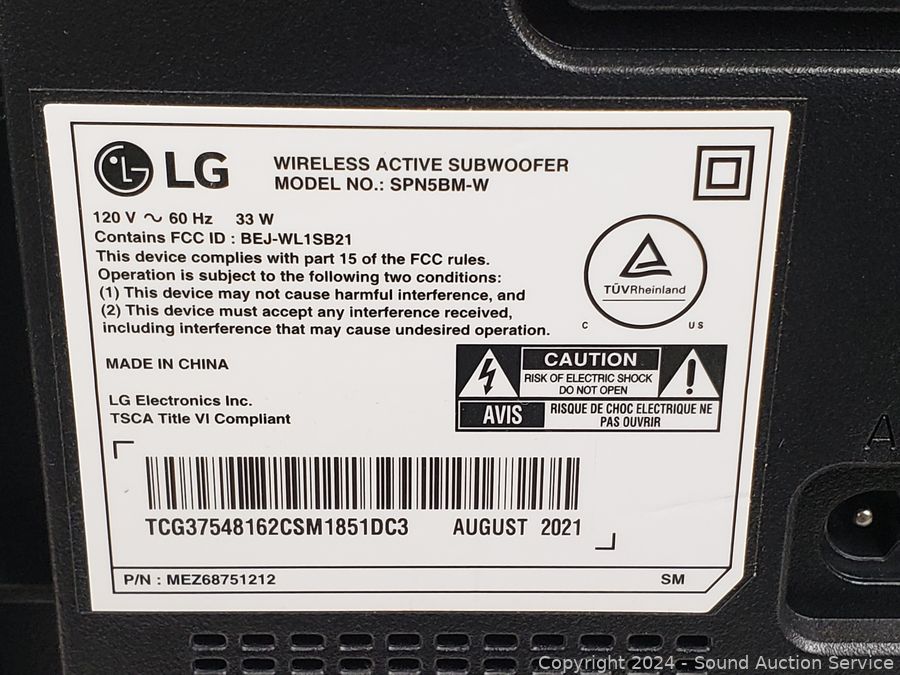 LG
WIRELESS ACTIVE SUBWOOFER
MODEL NO.: SPN5BM-W
120 V ~ 60 Hz 33 W
Contains FCC ID : BEJ-WL1SB21
This device complies with part 15 of the FCC rules.
Operation is subject to the following two conditions:
(1) This device may not cause harmful interference, and
(2) This device must accept any interference received,
including interference that may cause undesired operation.
TÜVRheinland
C US
MADE IN CHINA
LG Electronics Inc.
TSCA Title VI Compliant
CAUTION
RISK OF ELECTRIC SHOCK
DO NOT OPEN
AVIS
RISQUE DE CHOC ELECTRIQUE NE
PAS OUVRIR
TCG37548162CSM1851DC3 AUGUST 2021
P/N : MEZ68751212 SM
A
Copyright 2024 - Sound Auction Service